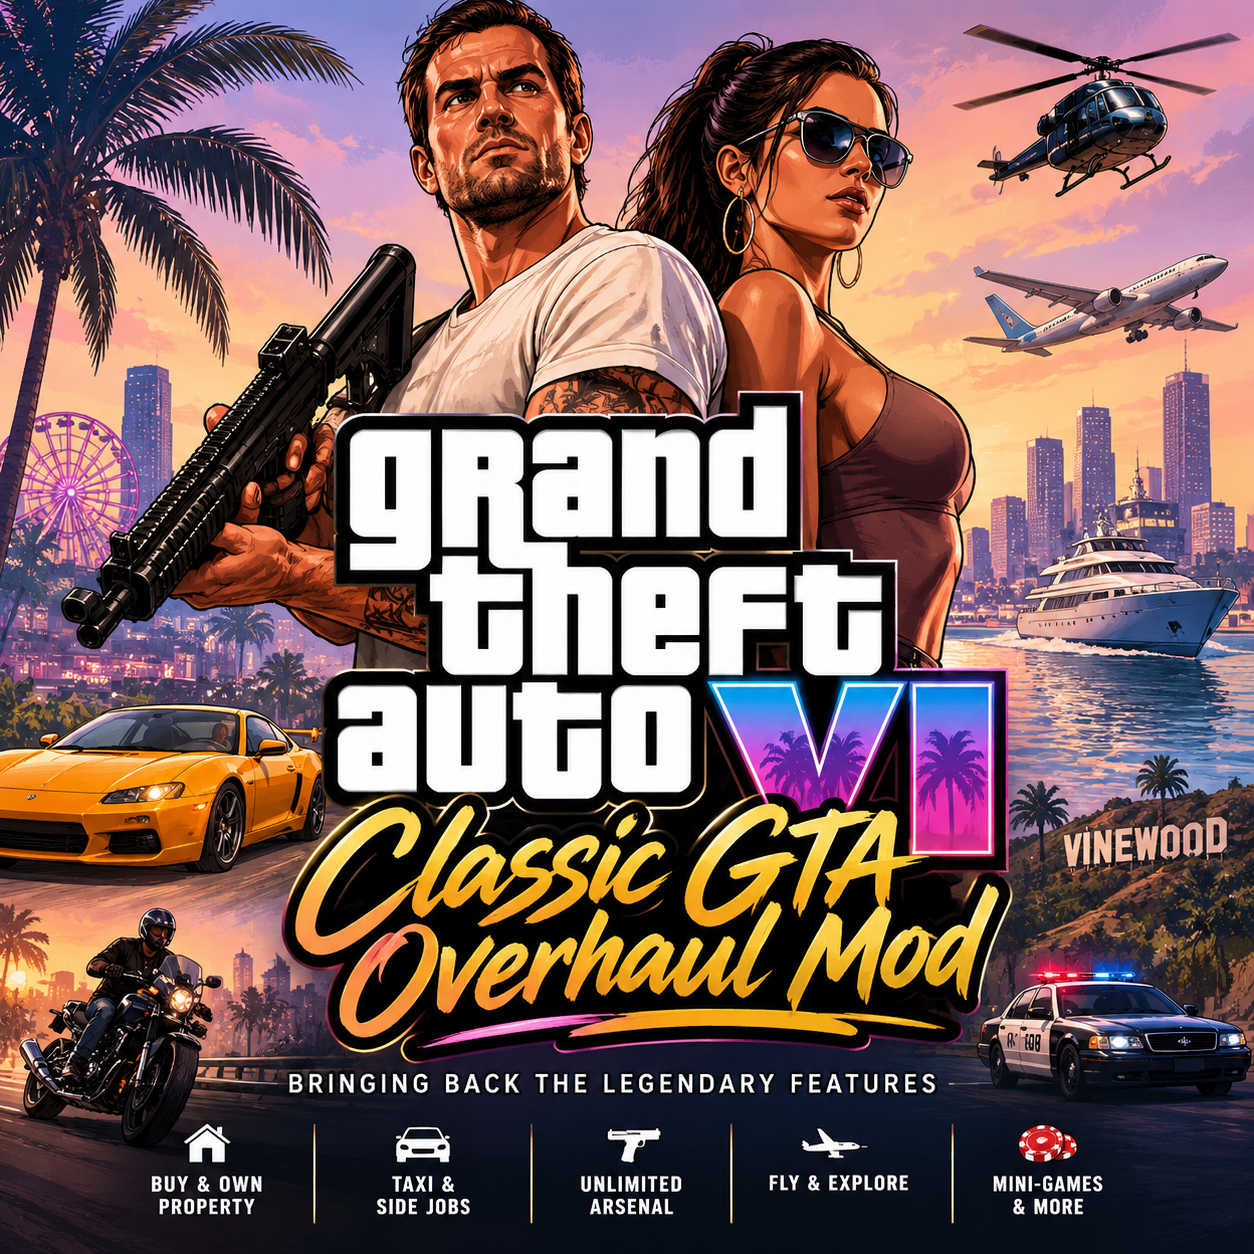 grand
theft
auto VI
Classic GTA
Overhaul Mod
VINEWOOD
BRINGING BACK THE LEGENDARY FEATURES
BUY & OWN
PROPERTY
TAXI &
SIDE JOBS
UNLIMITED
ARSENAL
FLY & EXPLORE
MINI-GAMES
& MORE